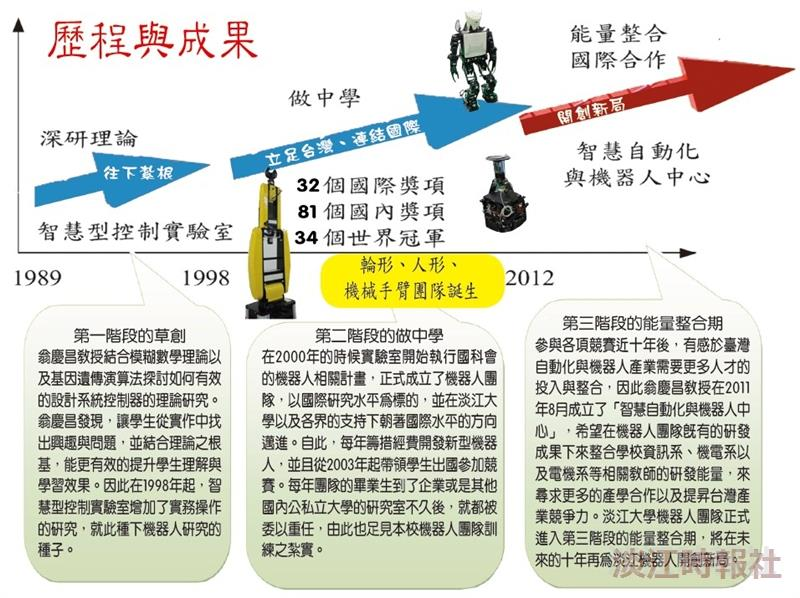 歷程與成果
能量整合
國際合作
做中學
開創新局
深研理論
立足台灣、連結國際
往下紮根
智慧自動化
與機器人中心
32個國際獎項
81個國內獎項
34個世界冠軍
智慧型控制實驗室
輪形、人形、
機械手臂團隊誕生
1989
1998
2012
第一階段的草創
翁慶昌教授結合模糊數學理論以
及基因遺傳演算法探討如何有效
的設計系統控制器的理論研究。
翁慶昌發現，讓學生從實作中找
出興趣與問題，並結合理論之根
基，能更有效的提升學生理解與
學習效果。因此在1998年起，智
慧型控制實驗室增加了實務操作
的研究，就此種下機器人研究的
種子。
第二階段的做中學
在2000年的時候實驗室開始執行國科會
的機器人相關計畫，正式成立了機器人團
隊，以國際研究水平為標的，並在淡江大
學以及各界的支持下朝著國際水平的方向
邁進。自此，每年籌措經費開發新型機器
人，並且從2003年起帶領學生出國參加競
賽。每年團隊的畢業生到了企業或是其他
國內公私立大學的研究室不久後，就都被
委以重任，由此也足見本校機器人團隊訓
練之紮實。
第三階段的能量整合期
參與各項競賽近十年後，有感於臺灣
自動化與機器人產業需要更多人才的
投入與整合，因此翁慶昌教授在2011
年8月成立了「智慧自動化與機器人中
心」，希望在機器人團隊既有的研發
成果下來整合學校資訊系、機電系以
及電機系等相關教師的研發能量，來
尋求更多的產學合作以及提昇台灣產
業競爭力。淡江大學機器人團隊正式
進入第三階段的能量整合期，將在未
來的十年再為淡江機器人開創新局。
淡江時報社